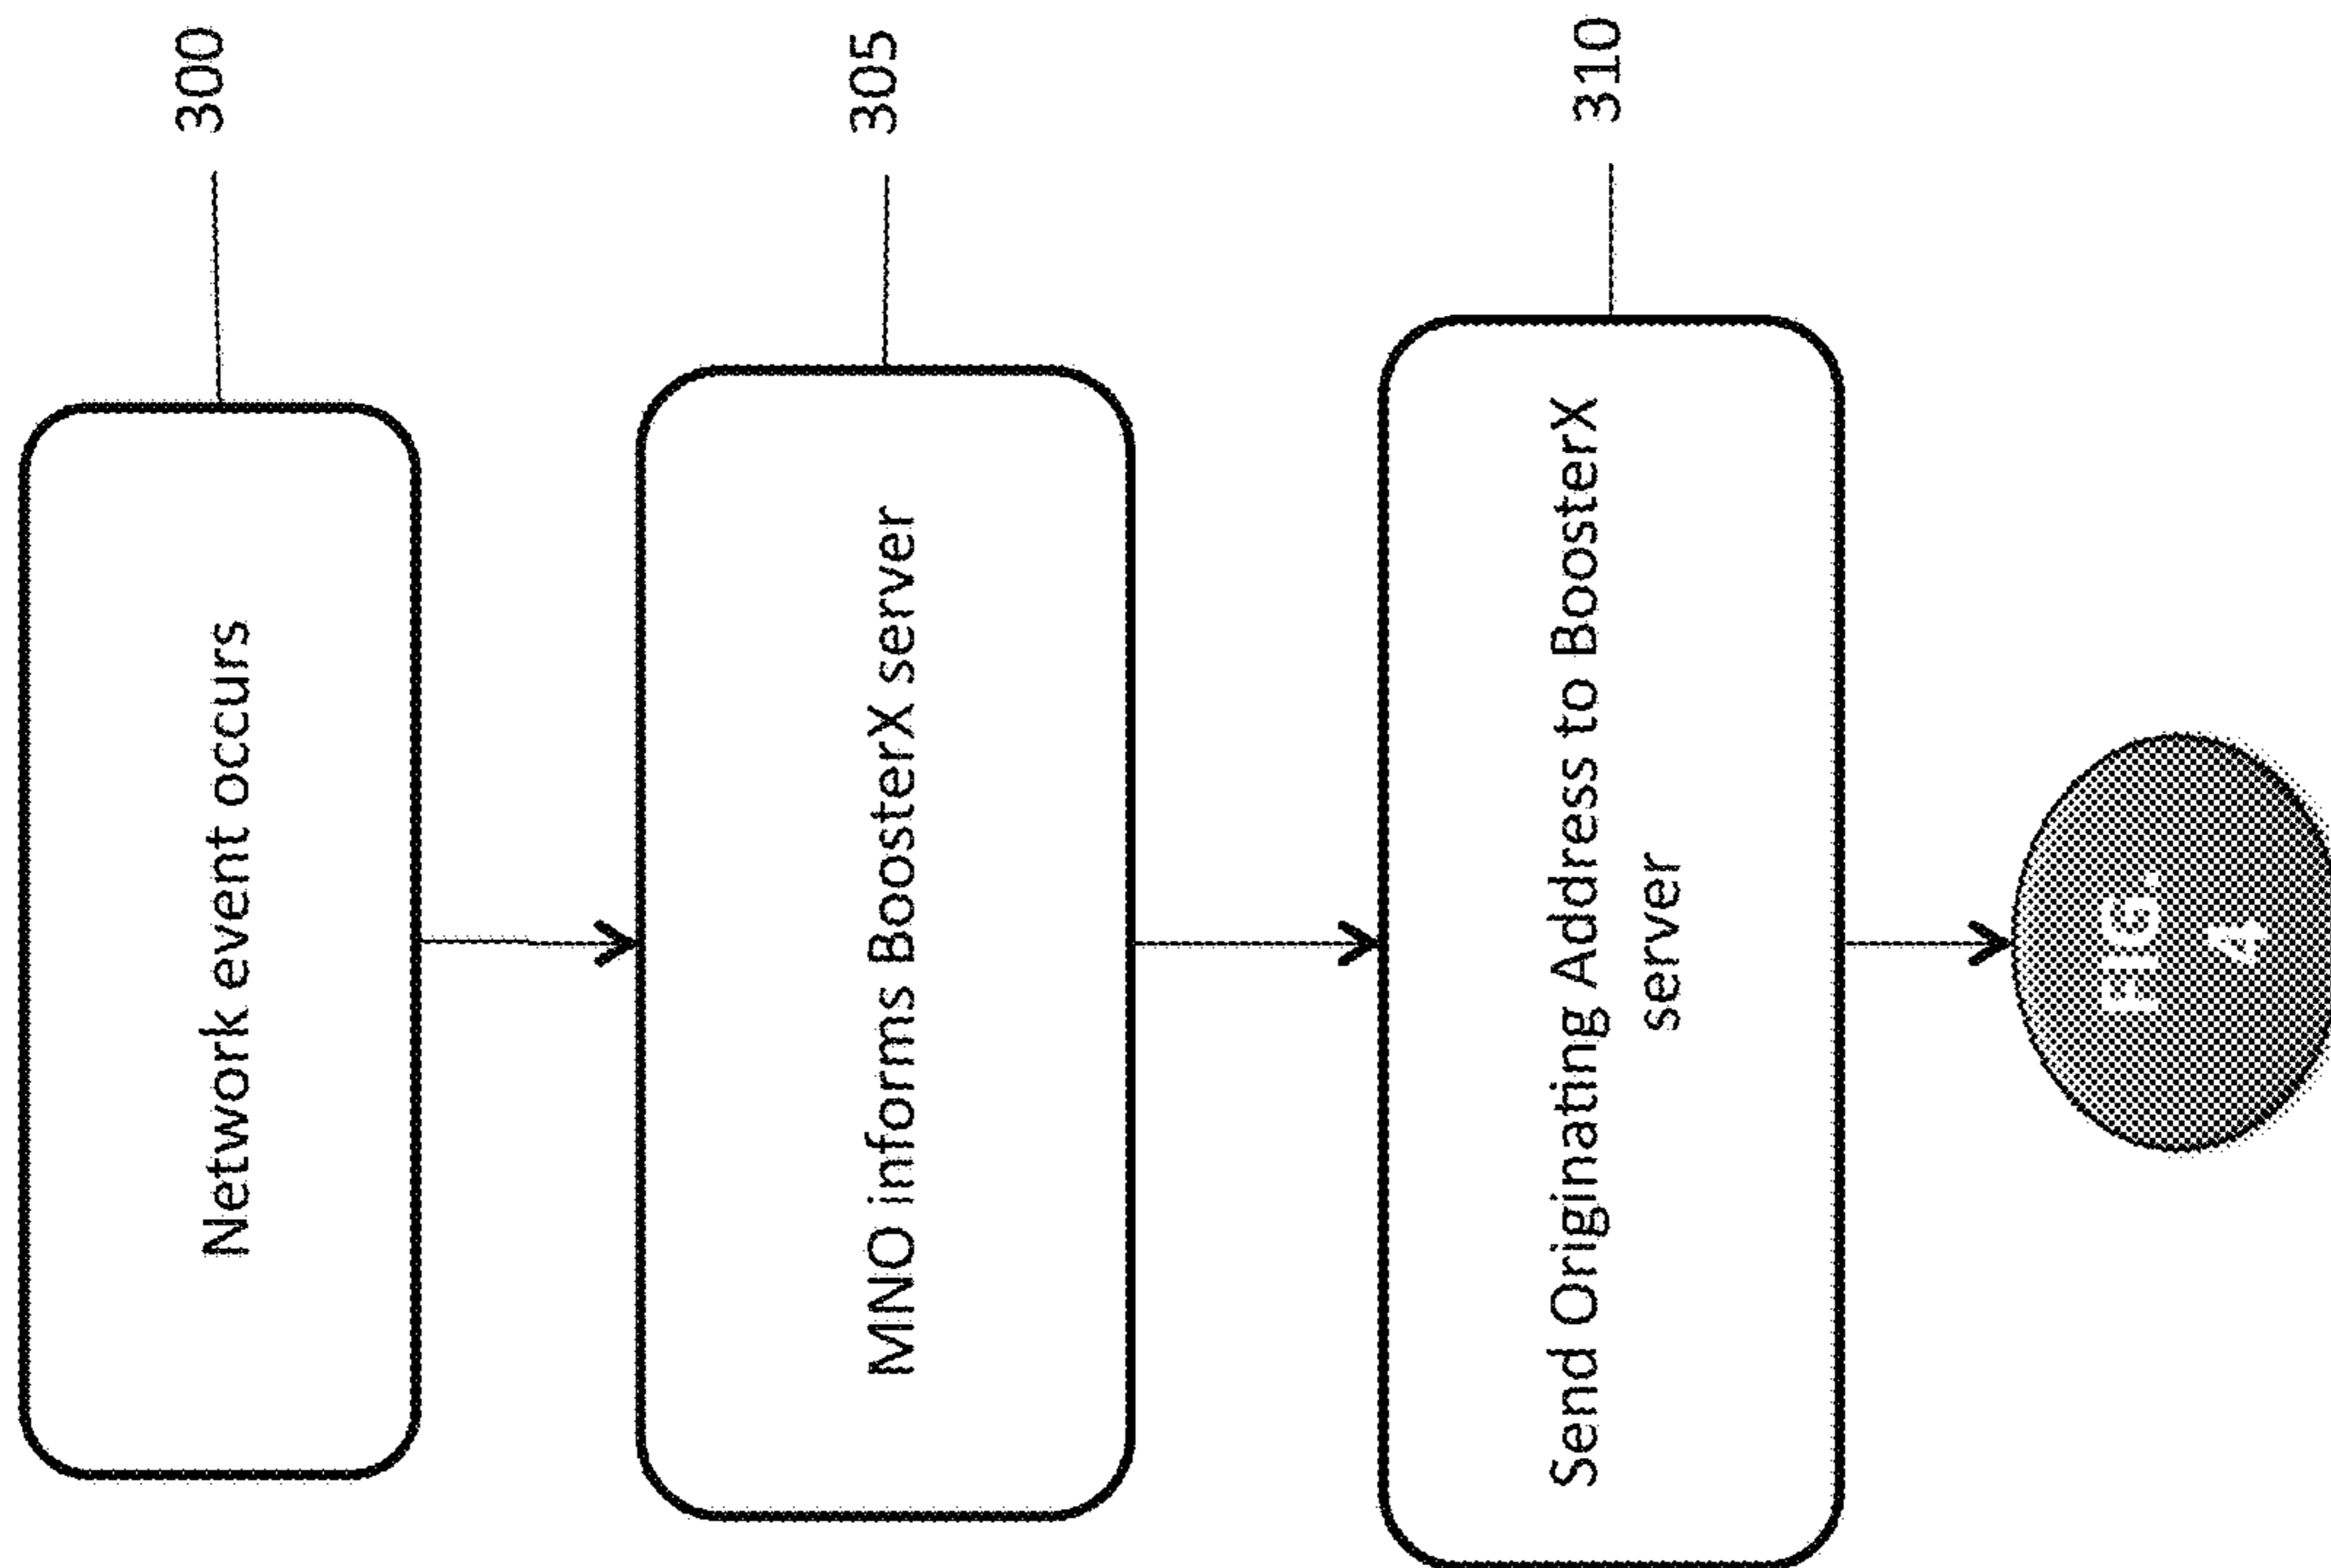 Network event occurs
300
MNO informs BoosterX server
305
Send Originating Address to BoosterX
server
310
FIG.
4